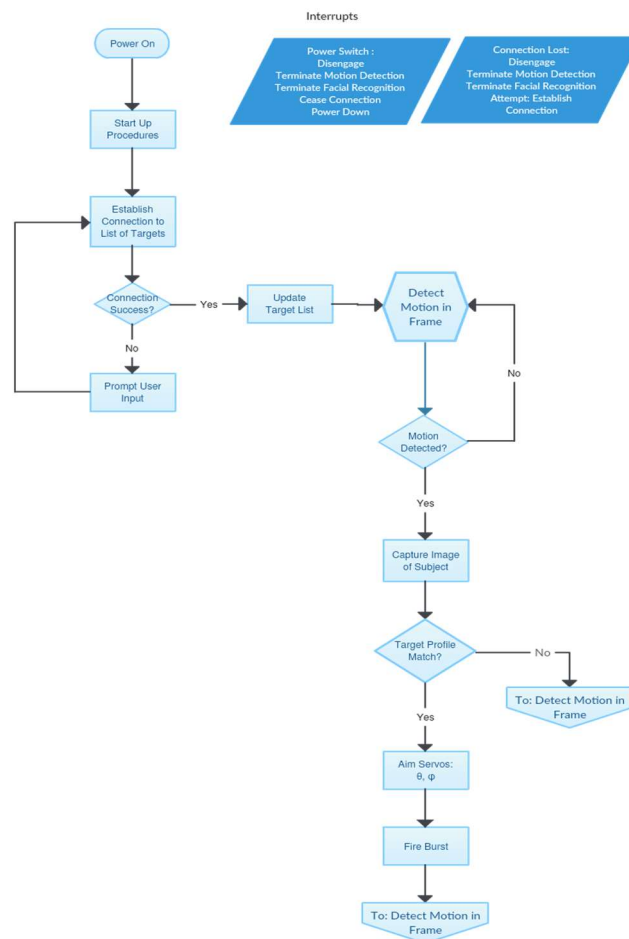 Interrupts
Power On
Power Switch :
Disengage
Terminate Motion Detection
Terminate Facial Recognition
Cease Connection
Power Down
Connection Lost:
Disengage
Terminate Motion Detection
Terminate Facial Recognition
Attempt: Establish
Connection
Start Up
Procedures
Establish
Connection to
List of Targets
Connection
Success?
Yes
Update
Target List
Detect
Motion in
Frame
No
Prompt User
Input
No
Motion
Detected?
Yes
Capture Image
of Subject
Target Profile
Match?
No
To: Detect Motion in
Frame
Yes
Aim Servos:
θ, φ
Fire Burst
To: Detect Motion in
Frame